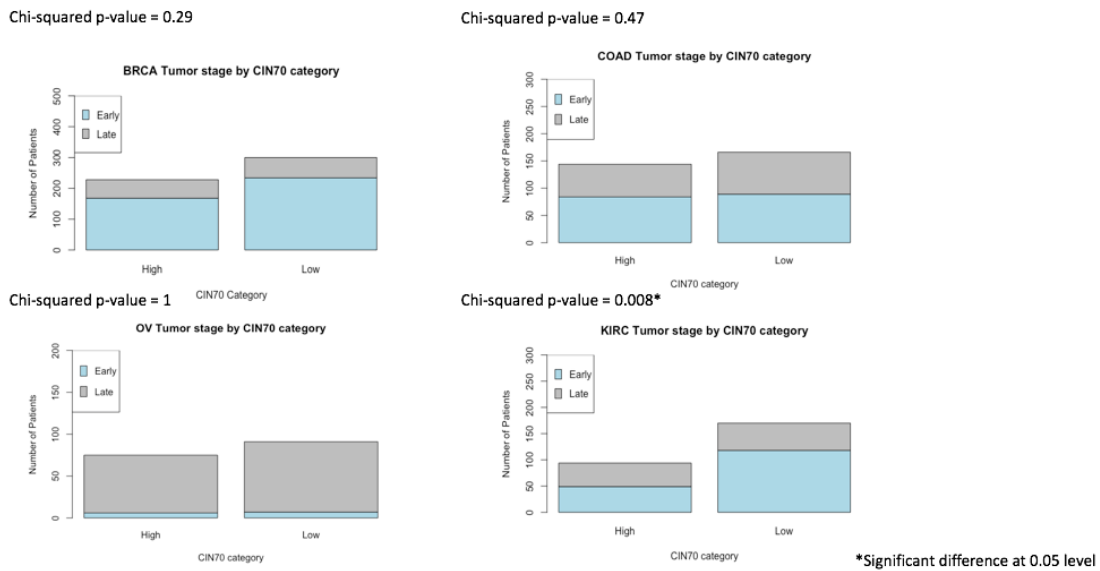 Chi-squared p-value = 0.29
BRCA Tumor stage by CIN70 category
Number of Patients
500
400
300
200
100
0
Early
Late
High
Low
CIN70 Category
Chi-squared p-value = 0.47
COAD Tumor stage by CIN70 category
Number of Patients
300
250
200
150
100
50
0
Early
Late
High
Low
CIN70 Category
Chi-squared p-value = 1
OV Tumor stage by CIN70 category
Number of Patients
200
150
100
50
0
Early
Late
High
Low
CIN70 category
Chi-squared p-value = 0.008*
KIRC Tumor stage by CIN70 category
Number of Patients
300
250
200
150
100
50
0
Early
Late
High
Low
CIN70 category
*Significant difference at 0.05 level